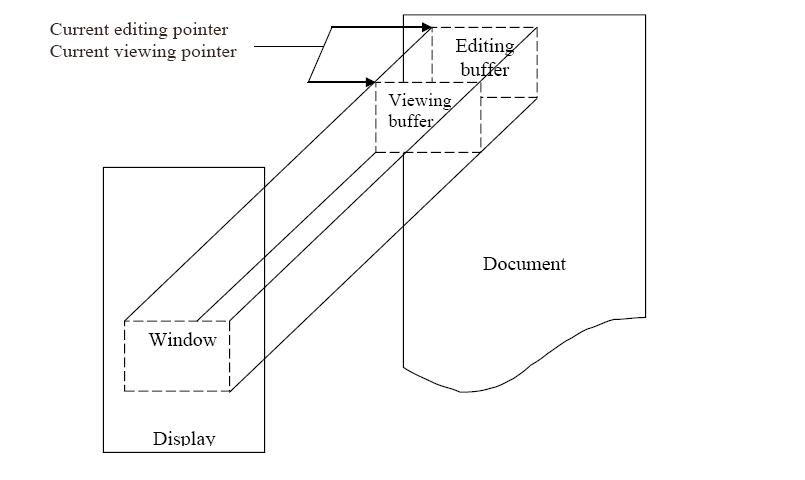 Current editing pointer
Current viewing pointer
Editing
buffer
Viewing
buffer
Document
Window
Display